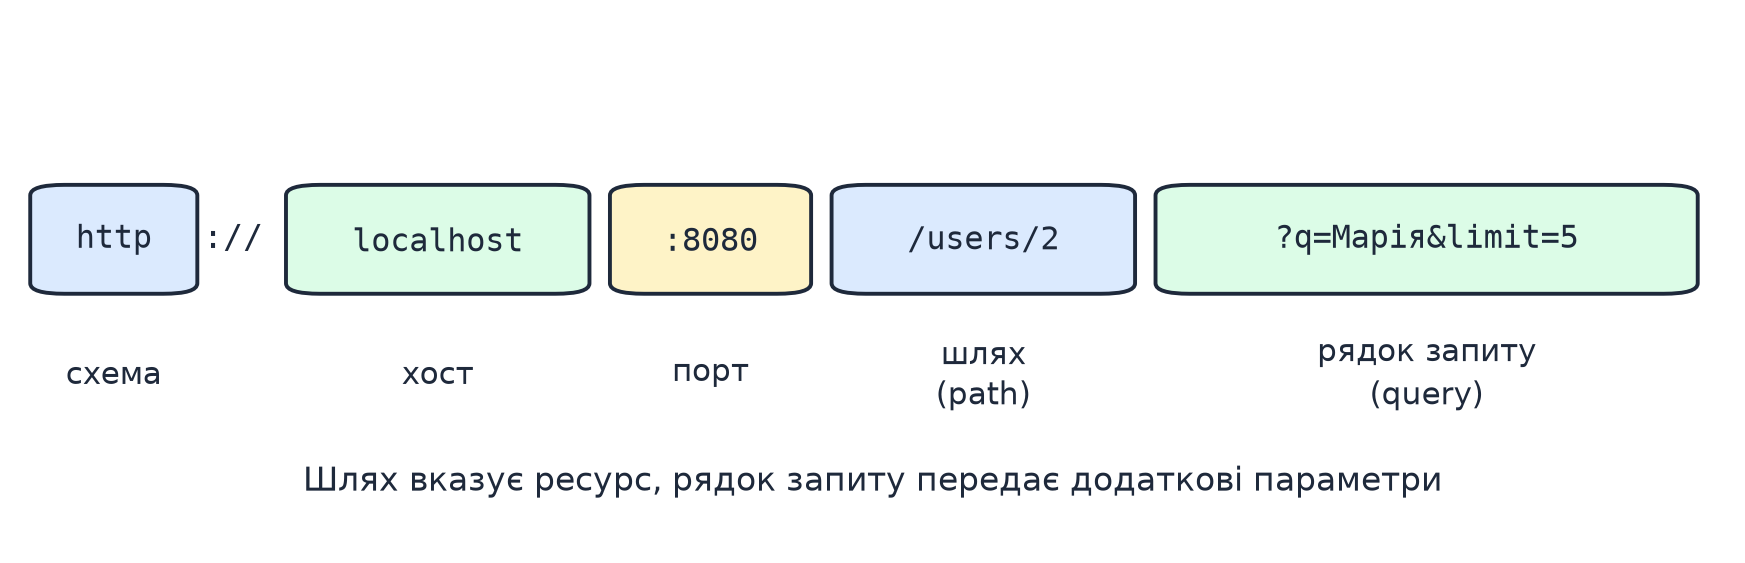 http :// localhost :8080 /users/2 ?q=Марія&limit=5
схема хост порт шлях (path) рядок запиту (query)
Шлях вказує ресурс, рядок запиту передає додаткові параметри